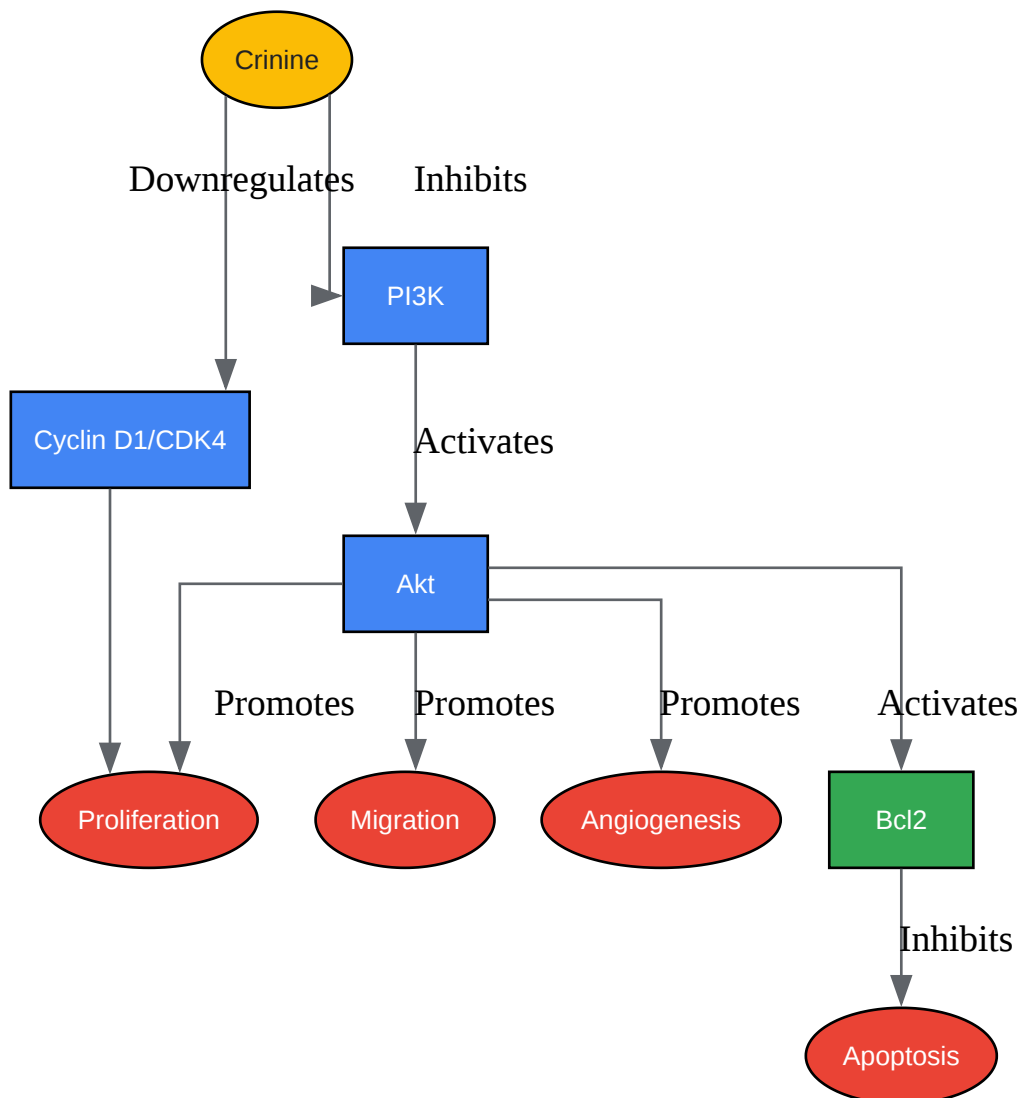 Crinine
Downregulates
Inhibits
PI3K
Cyclin D1/CDK4
Activates
Akt
Promotes
Promotes
Promotes
Activates
Proliferation
Migration
Angiogenesis
Bcl2
Inhibits
Apoptosis